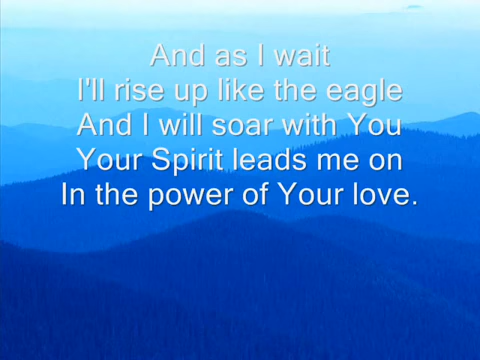 And as I wait
I'll rise up like the eagle
And I will soar with You
Your Spirit leads me on
In the power of Your love.